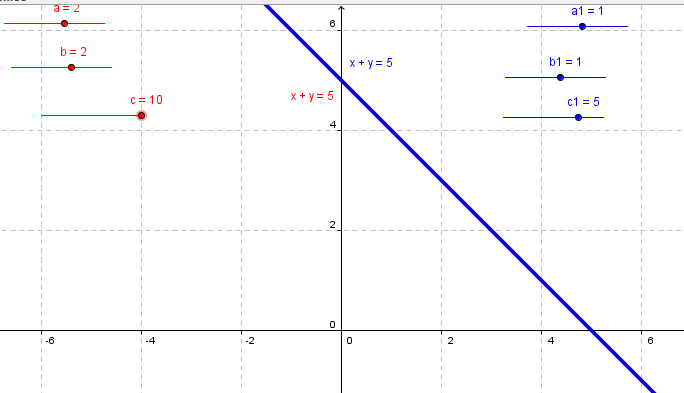 a = 2
a1 = 1
b = 2
b1 = 1
c = 10
c1 = 5
x + y = 5
x + y = 5
6
4
2
0
-6 -4 -2 0 2 4 6